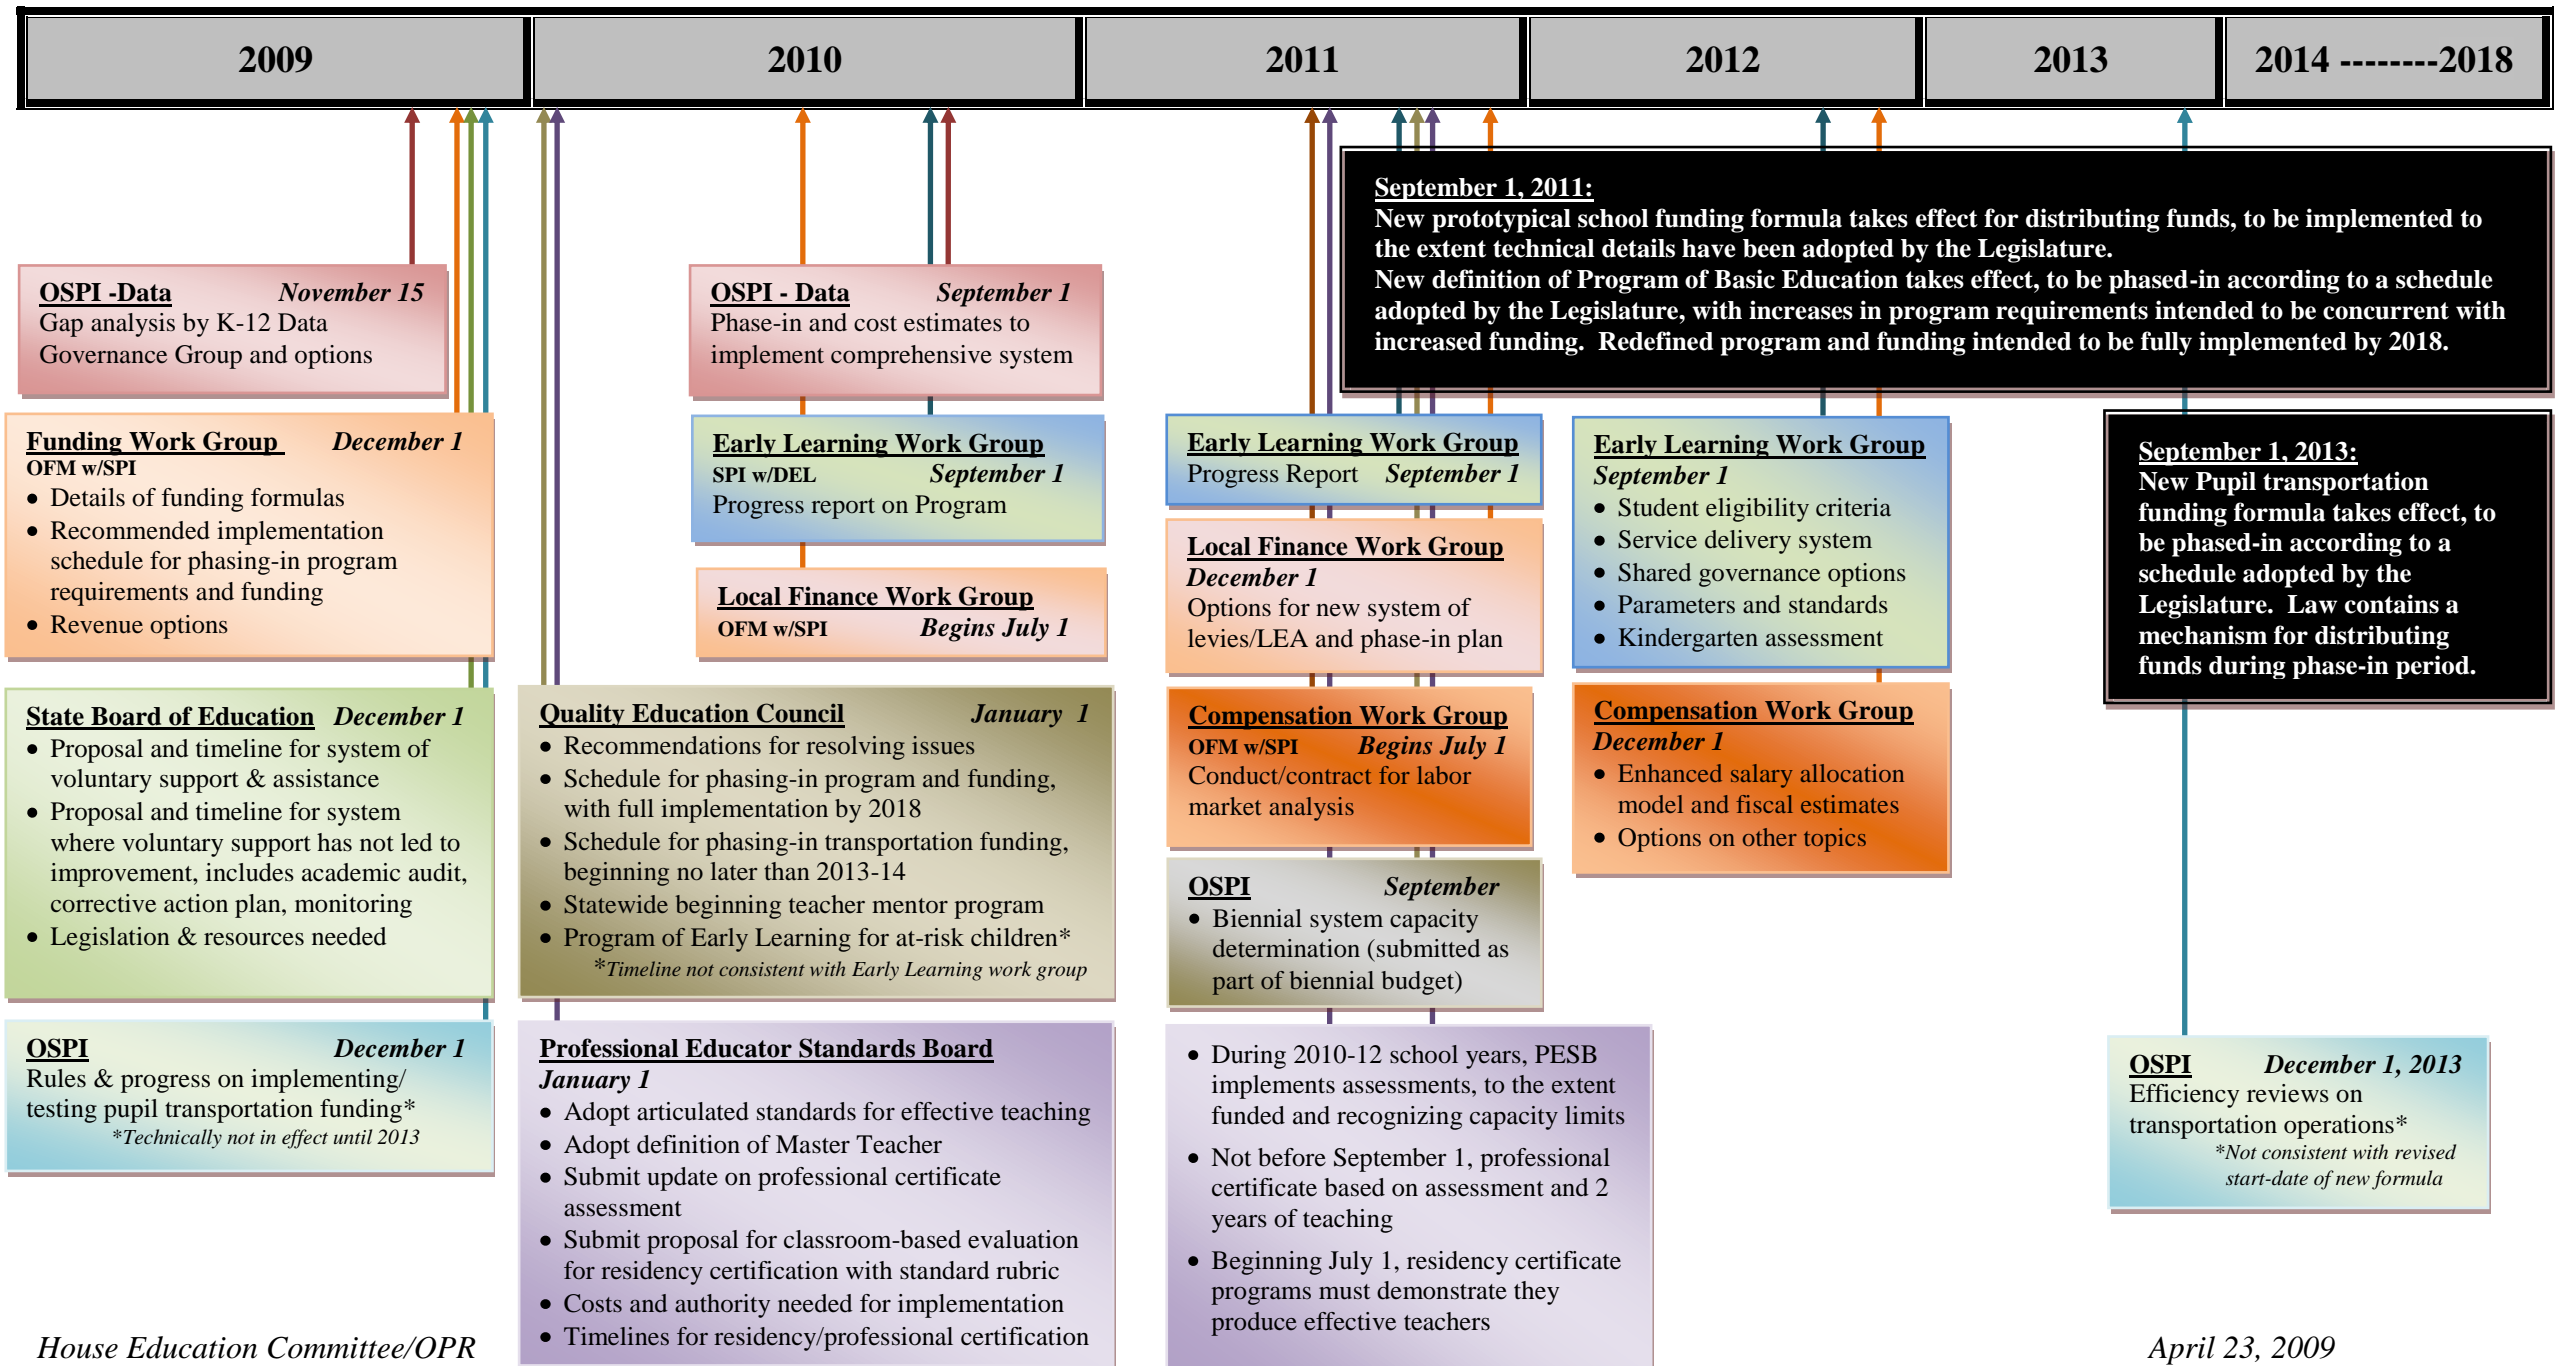 2009
2010
2011
2012
2013
2014 --------2018
September 1, 2011:
New prototypical school funding formula takes effect for distributing funds, to be implemented to
the extent technical details have been adopted by the Legislature.
New definition of Program of Basic Education takes effect, to be phased-in according to a schedule
adopted by the Legislature, with increases in program requirements intended to be concurrent with
increased funding.  Redefined program and funding intended to be fully implemented by 2018.
OSPI -Data November 15
Gap analysis by K-12 Data
Governance Group and options
Funding Work Group December 1
OFM w/SPI
• Details of funding formulas
• Recommended implementation
schedule for phasing-in program
requirements and funding
• Revenue options
State Board of Education December 1
• Proposal and timeline for system of
voluntary support & assistance
• Proposal and timeline for system
where voluntary support has not led to
improvement, includes academic audit,
corrective action plan, monitoring
• Legislation & resources needed
OSPI December 1
Rules & progress on implementing/
testing pupil transportation funding*
*Technically not in effect until 2013
OSPI - Data September 1
Phase-in and cost estimates to
implement comprehensive system
Early Learning Work Group
SPI w/DEL September 1
Progress report on Program
Local Finance Work Group
OFM w/SPI Begins July 1
Quality Education Council January 1
• Recommendations for resolving issues
• Schedule for phasing-in program and funding,
with full implementation by 2018
• Schedule for phasing-in transportation funding,
beginning no later than 2013-14
• Statewide beginning teacher mentor program
• Program of Early Learning for at-risk children*
*Timeline not consistent with Early Learning work group
Professional Educator Standards Board
January 1
• Adopt articulated standards for effective teaching
• Adopt definition of Master Teacher
• Submit update on professional certificate
assessment
• Submit proposal for classroom-based evaluation
for residency certification with standard rubric
• Costs and authority needed for implementation
• Timelines for residency/professional certification
Early Learning Work Group
Progress Report September 1
Local Finance Work Group
December 1
Options for new system of
levies/LEA and phase-in plan
Compensation Work Group
OFM w/SPI Begins July 1
Conduct/contract for labor
market analysis
OSPI September
• Biennial system capacity
determination (submitted as
part of biennial budget)
• During 2010-12 school years, PESB
implements assessments, to the extent
funded and recognizing capacity limits
• Not before September 1, professional
certificate based on assessment and 2
years of teaching
• Beginning July 1, residency certificate
programs must demonstrate they
produce effective teachers
Early Learning Work Group
September 1
• Student eligibility criteria
• Service delivery system
• Shared governance options
• Parameters and standards
• Kindergarten assessment
Compensation Work Group
December 1
• Enhanced salary allocation
model and fiscal estimates
• Options on other topics
September 1, 2013:
New Pupil transportation
funding formula takes effect, to
be phased-in according to a
schedule adopted by the
Legislature.  Law contains a
mechanism for distributing
funds during phase-in period.
OSPI December 1, 2013
Efficiency reviews on
transportation operations*
*Not consistent with revised
start-date of new formula
House Education Committee/OPR
April 23, 2009